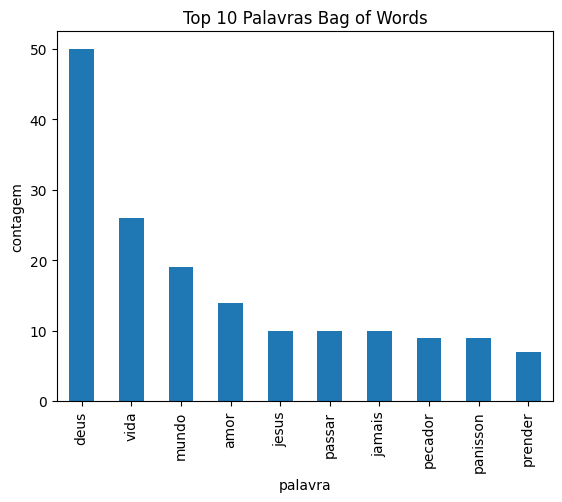 Top 10 Palavras Bag of Words
50
40
30
20
10
0
contagem
deus
vida
mundo
amor
jesus
passar
jamais
pecador
panisson
prender
palavra